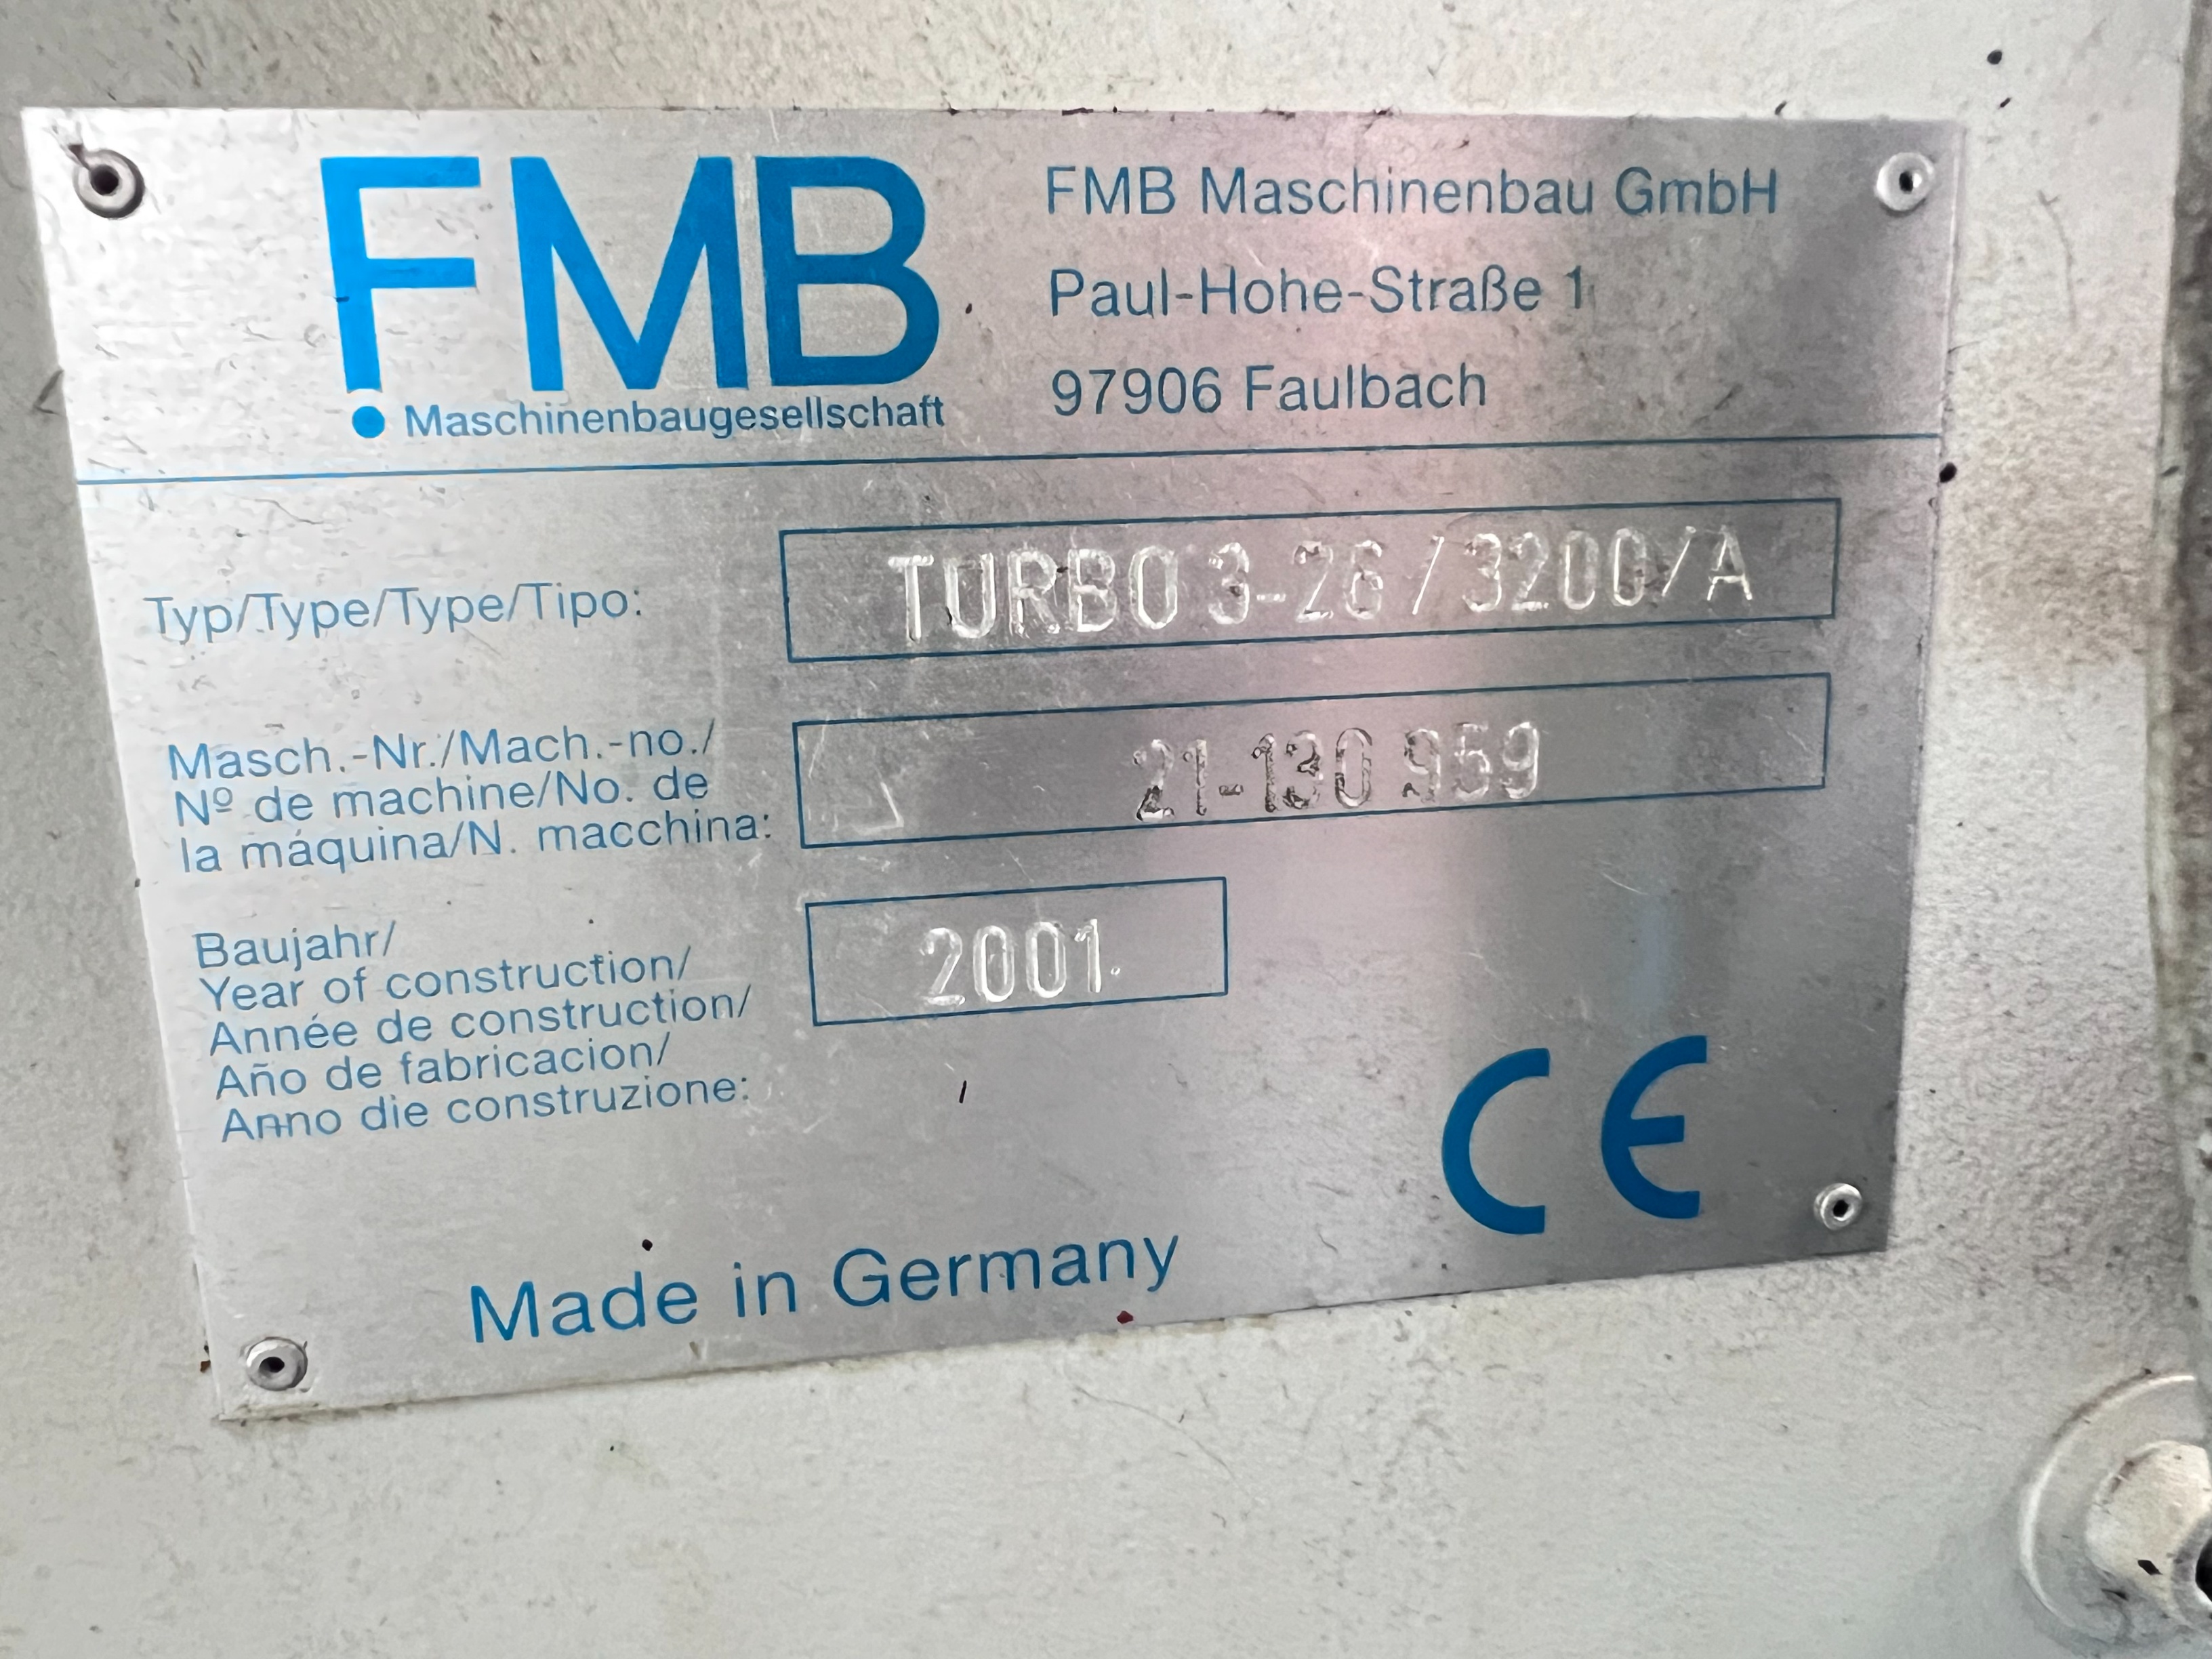 FMB
Maschinenbaugesellschaft
FMB Maschinenbau GmbH
Paul-Hohe-Straße 1
97906 Faulbach
Typ/Type/Type/Tipo:
TURBO 3-26/3200/A
Masch.-Nr./Mach.-no./
Nº de machine/No. de
la máquina/N. macchina:
21-130 959
Baujahr/
Year of construction/
Année de construction/
Año de fabricacion/
Anno die construzione:
2001
CE
Made in Germany